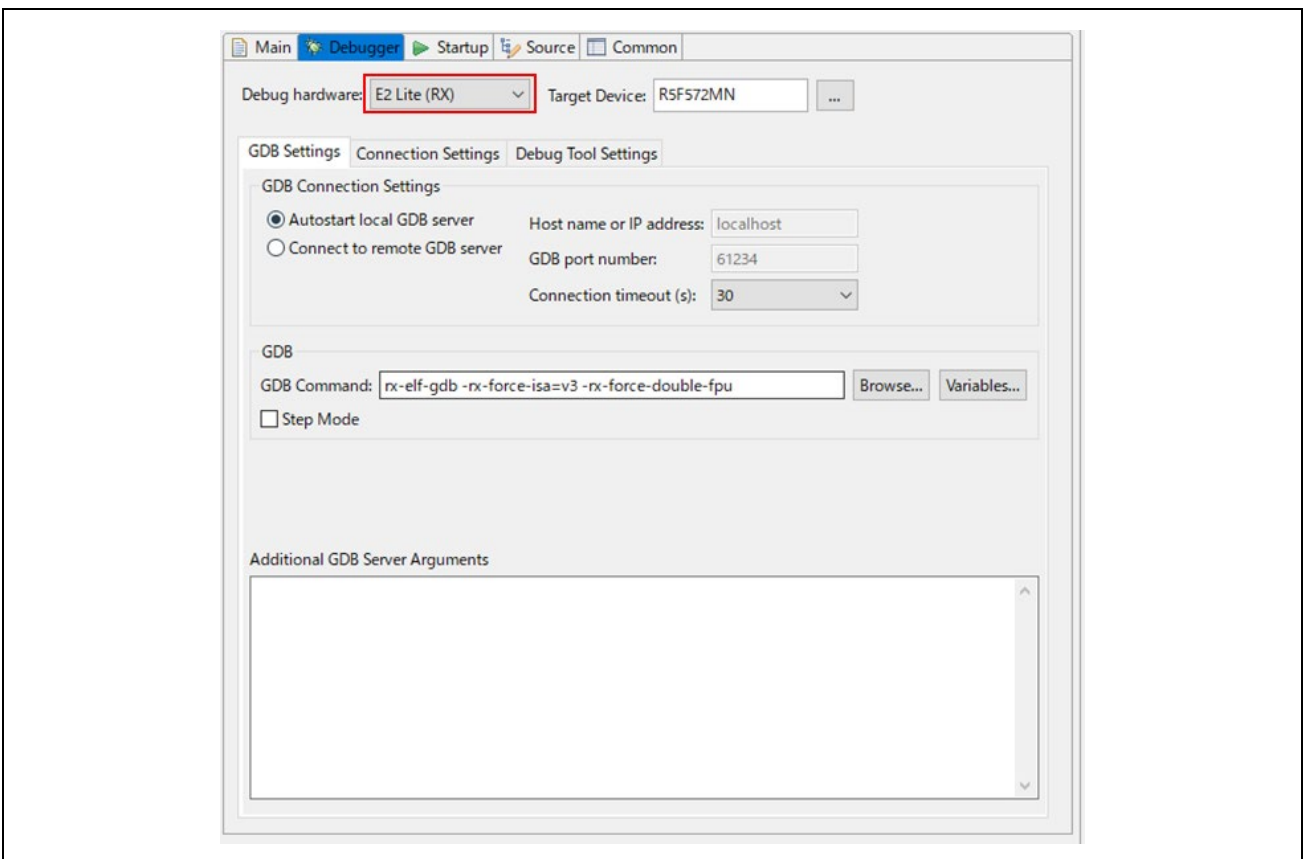 Main Debugger Startup Source Common
Debug hardware: E2 Lite (RX) Target Device: R5F572MN ...
GDB Settings Connection Settings Debug Tool Settings
GDB Connection Settings
Autostart local GDB server
Connect to remote GDB server
Host name or IP address: localhost
GDB port number: 61234
Connection timeout (s): 30
GDB
GDB Command: rx-elf-gdb -rx-force-isa=v3 -rx-force-double-fpu Browse... Variables...
Step Mode
Additional GDB Server Arguments